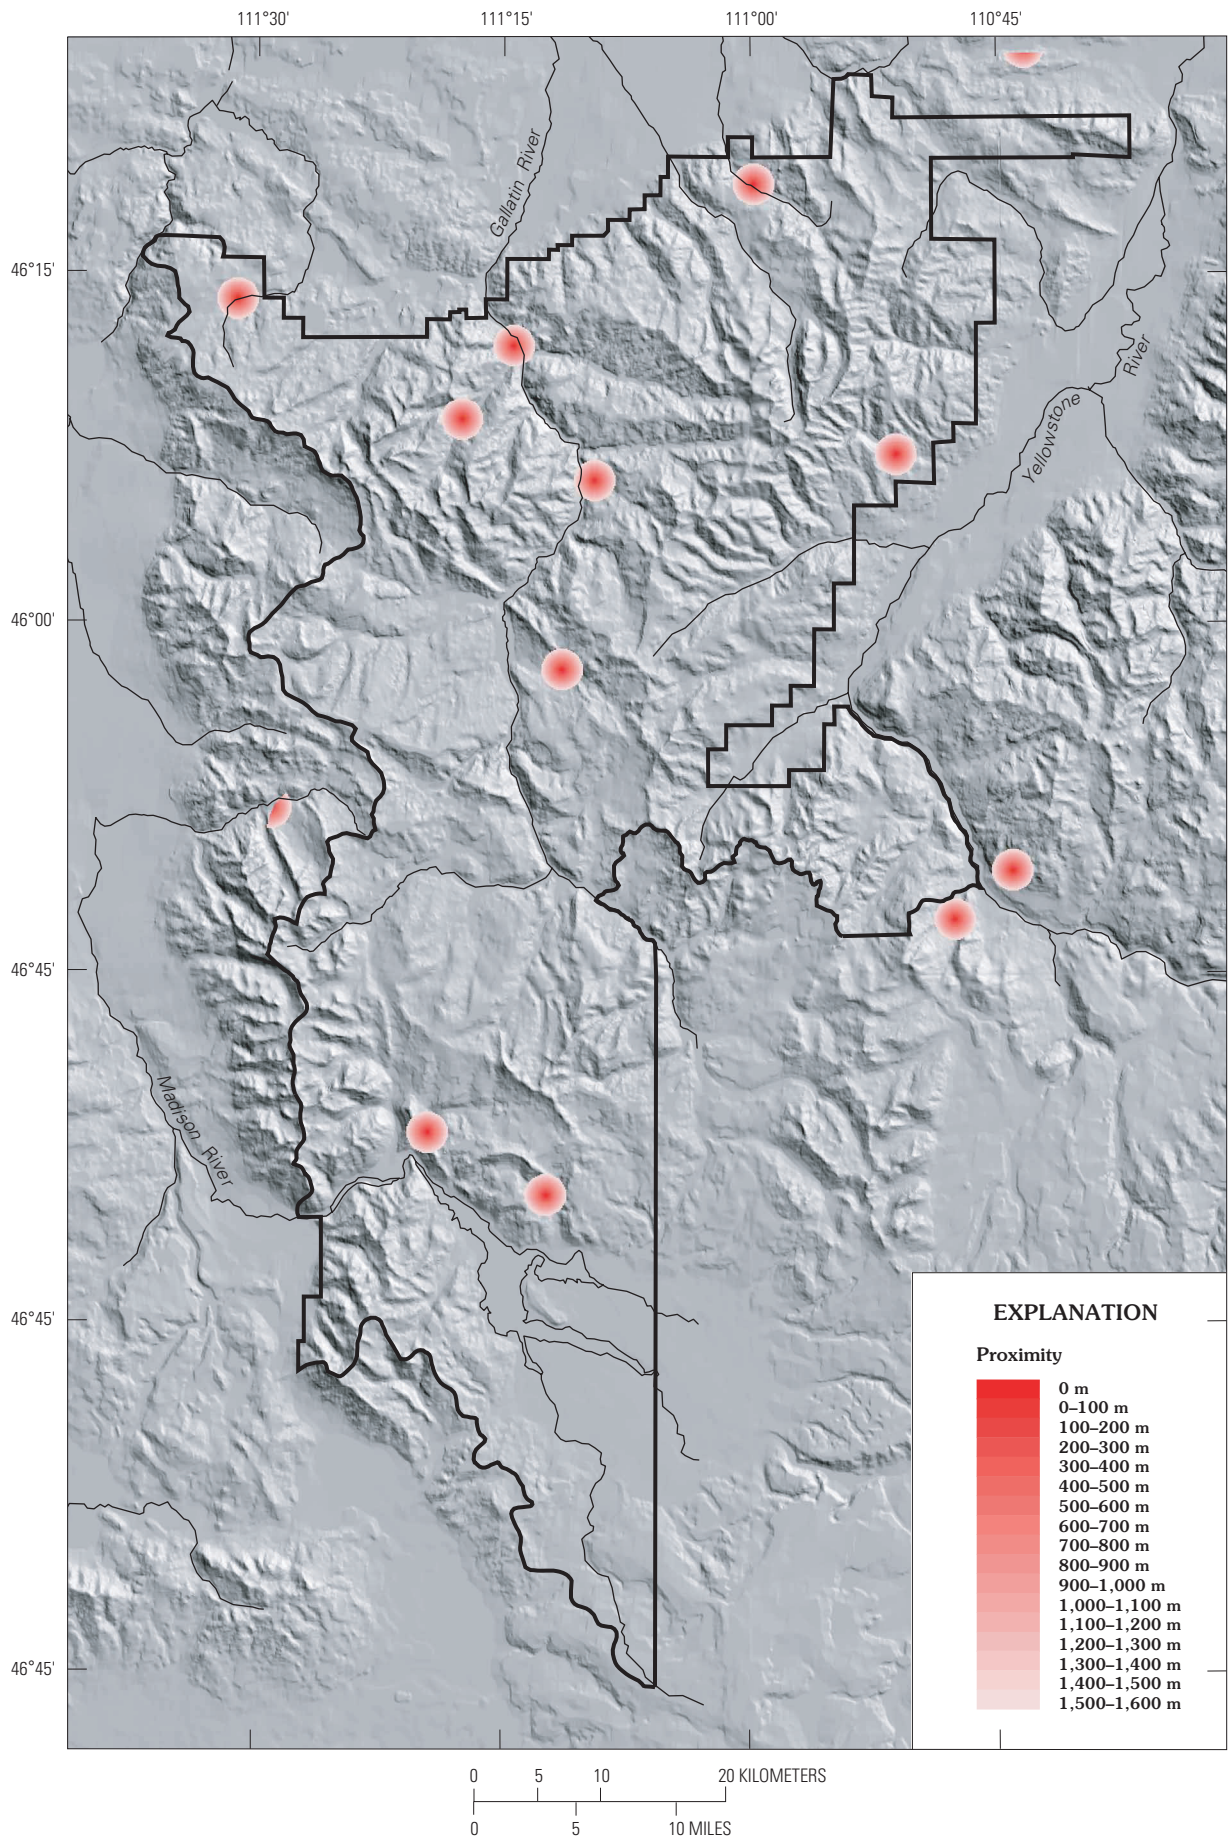 111°30' 111°15' 111°00' 110°45'
Gallatin River
46°15'
River
Yellowstone
46°00'
46°45'
Madison River
46°45'
EXPLANATION
Proximity
0 m
0–100 m
100–200 m
200–300 m
300–400 m
400–500 m
500–600 m
600–700 m
700–800 m
800–900 m
900–1,000 m
1,000–1,100 m
1,100–1,200 m
1,200–1,300 m
1,300–1,400 m
1,400–1,500 m
1,500–1,600 m
46°45'
0 5 10 20 KILOMETERS
0 5 10 MILES